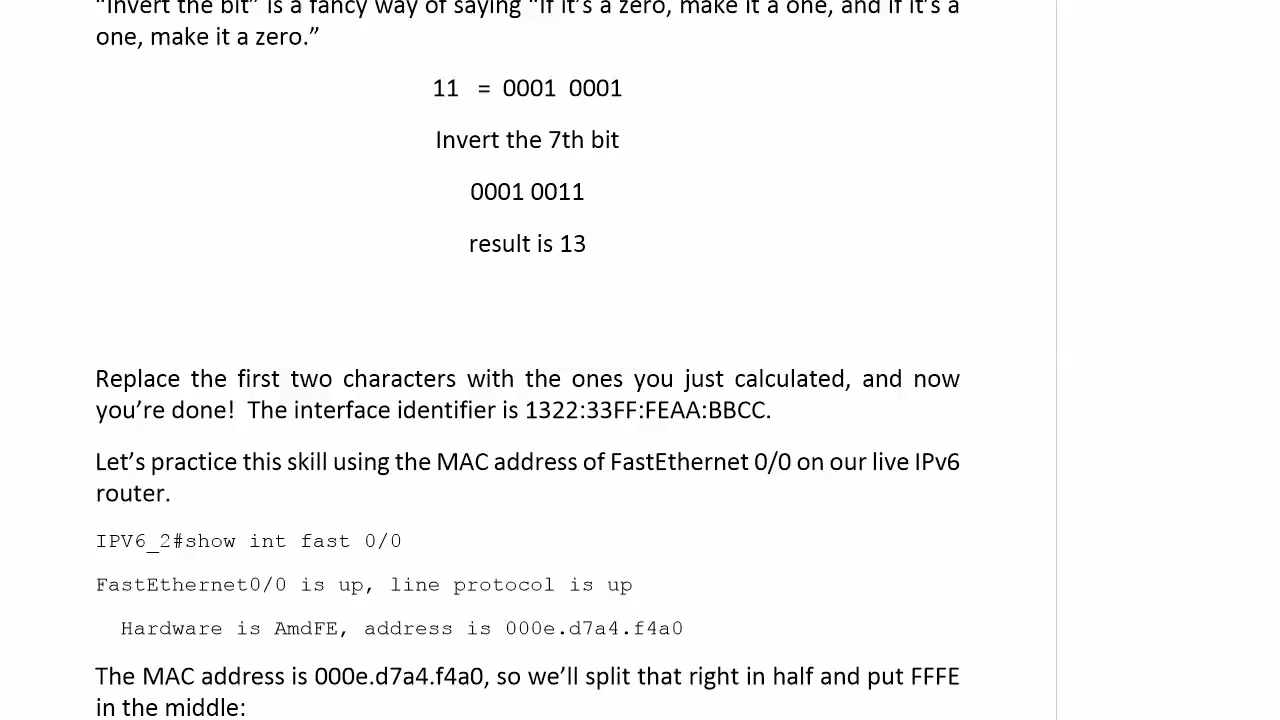 “Invert the bit” is a fancy way of saying “If it’s a zero, make it a one, and if it’s a
one, make it a zero.”
11 = 0001 0001
Invert the 7th bit
0001 0011
result is 13
Replace the first two characters with the ones you just calculated, and now
you’re done! The interface identifier is 1322:33FF:FEAA:BBCC.
Let’s practice this skill using the MAC address of FastEthernet 0/0 on our live IPv6
router.
IPV6_2#show int fast 0/0
FastEthernet0/0 is up, line protocol is up
Hardware is AmdFE, address is 000e.d7a4.f4a0
The MAC address is 000e.d7a4.f4a0, so we’ll split that right in half and put FFFE
in the middle: